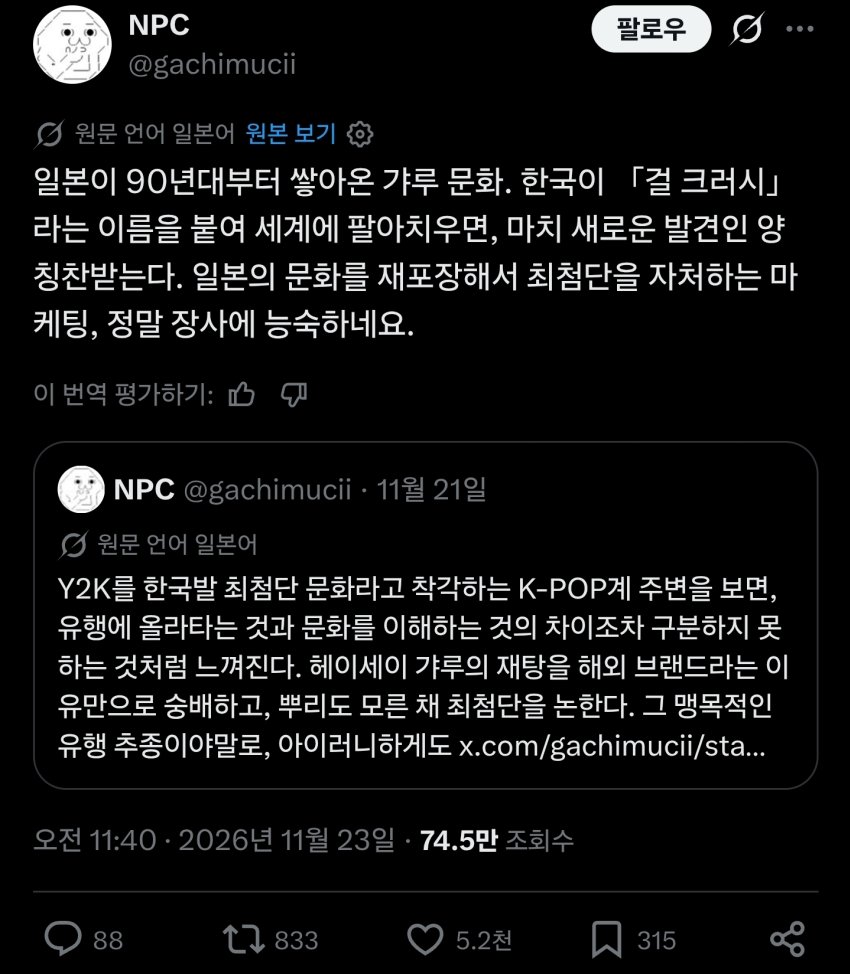 NPC
@gachimucii
팔로우
원문 언어 일본어 원본 보기
일본이 90년대부터 쌓아온 갸루 문화. 한국이 「걸 크러시」
라는 이름을 붙여 세계에 팔아치우면, 마치 새로운 발견인 양
칭찬받는다. 일본의 문화를 재포장해서 최첨단을 자처하는 마
케팅, 정말 장사에 능숙하네요.
이 번역 평가하기:
NPC @gachimucii · 11월 21일
원문 언어 일본어
Y2K를 한국발 최첨단 문화라고 착각하는 K-POP계 주변을 보면,
유행에 올라타는 것과 문화를 이해하는 것의 차이조차 구분하지 못
하는 것처럼 느껴진다. 헤이세이 갸루의 재탕을 해외 브랜드라는 이
유만으로 숭배하고, 뿌리도 모른 채 최첨단을 논한다. 그 맹목적인
유행 추종이야말로, 아이러니하게도 x.com/gachimucii/sta...
오전 11:40 · 2026년 11월 23일 · 74.5만 조회수
88 833 5.2천 315